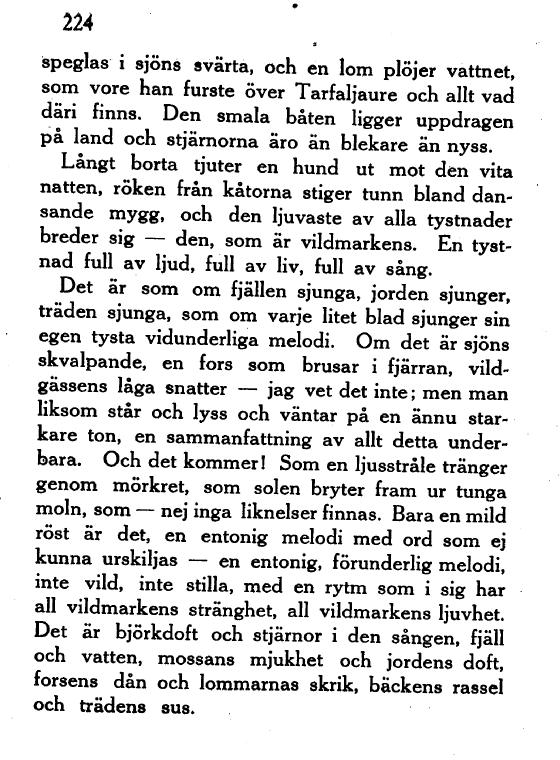 224
speglas i sjöns svärta, och en lom plöjer vattnet,
som vore han furste över Tarfaljaure och allt vad
däri finns. Den smala båten ligger uppdragen
på land och stjärnorna äro än blekare än nyss.
Långt borta tjuter en hund ut mot den vita
natten, röken från kåtorna stiger tunn bland dan-
sande mygg, och den ljuvaste av alla tystnader
breder sig — den, som är vildmarkens. En tyst-
nad full av ljud, full av liv, full av sång.
Det är som om fjällen sjunga, jorden sjunger,
träden sjunga, som om varje litet blad sjunger sin
egen tysta vidunderliga melodi. Om det är sjöns
skvalpande, en fors som brusar i fjärran, vild-
gässens låga snatter — jag vet det inte; men man
liksom står och lyss och väntar på en ännu star-
kare ton, en sammanfattning av allt detta under-
bara. Och det kommer! Som en ljusstråle tränger
genom mörkret, som solen bryter fram ur tunga
moln, som — nej inga liknelser finnas. Bara en mild
röst är det, en entonig melodi med ord som ej
kunna urskiljas — en entonig, förunderlig melodi,
inte vild, inte stilla, med en rytm som i sig har
all vildmarkens stränghet, all vildmarkens ljuvhet.
Det är björkdoft och stjärnor i den sången, fjäll
och vatten, mossans mjukhet och jordens doft,
forsens dån och lommarnas skrik, bäckens rassel
och trädens sus.